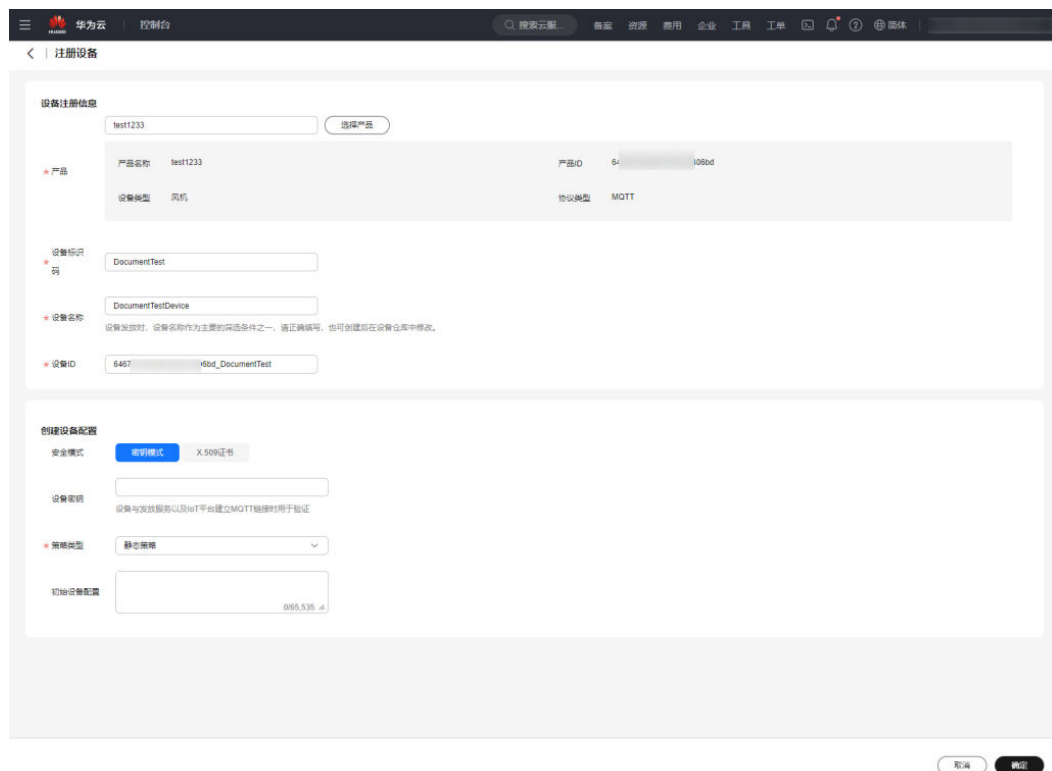 HUAWEI 华为云 控制台 搜索云服... 备案 资源 费用 企业 工具 工单 简体
注册设备
设备注册信息
test1233 选择产品
* 产品
产品名称 test1233 产品ID 64 406bd
设备类型 风机 协议类型 MQTT
* 设备标识码 DocumentTest
* 设备名称 DocumentTestDevice
设备发放时,设备名称作为主要的筛选条件之一,请正确填写,也可创建后在设备仓库中修改。
* 设备ID 6467 6bd_DocumentTest
创建设备配置
安全模式 密钥模式 X.509证书
设备密钥
设备与发放服务以及IoT平台建立MQTT链接时用于验证
* 策略类型 静态策略
初始设备配置
0/65,535
取消 确定